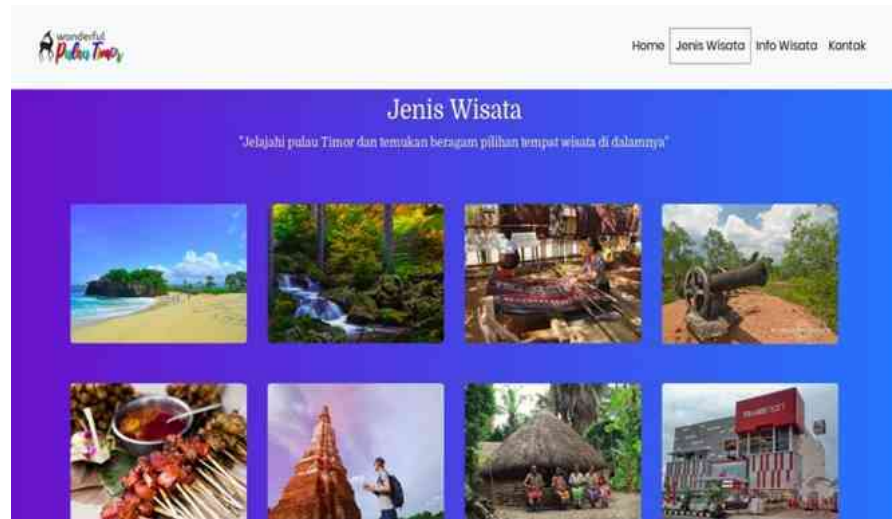 wonderful
Pulau Timor
Home Jenis Wisata Info Wisata Kontak
Jenis Wisata
"Jelajahi pulau Timor dan temukan beragam pilihan tempat wisata di dalamnya"